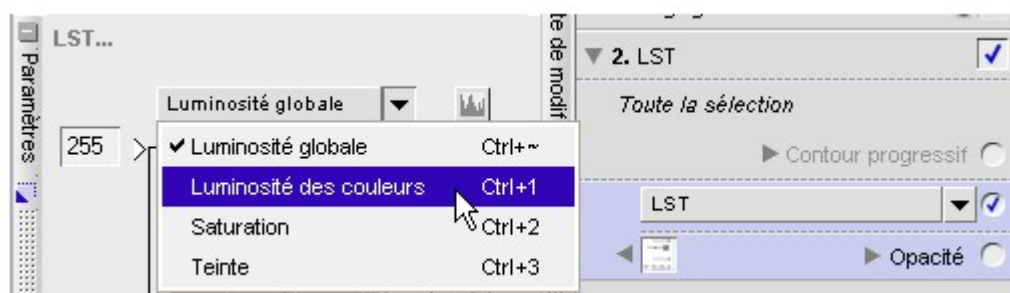 LST...
Paramètres
Luminosité globale
255
✔ Luminosité globale Ctrl+~
Luminosité des couleurs Ctrl+1
Saturation Ctrl+2
Teinte Ctrl+3
te de modif
2. LST
Toute la sélection
Contour progressif
LST
Opacité